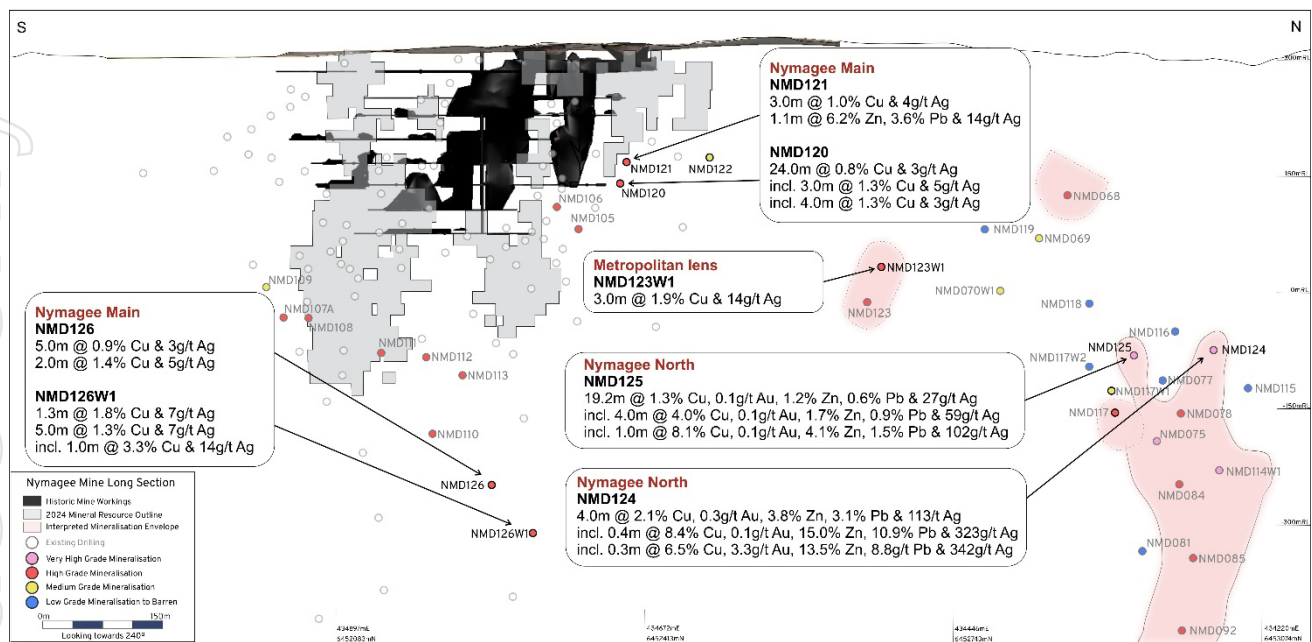 S
N
Nymagee Main
NMD121
3.0m @ 1.0% Cu & 4g/t Ag
1.1m @ 6.2% Zn, 3.6% Pb & 14g/t Ag
NMD120
24.0m @ 0.8% Cu & 3g/t Ag
incl. 3.0m @ 1.3% Cu & 5g/t Ag
incl. 4.0m @ 1.3% Cu & 3g/t Ag
NMD121
NMD122
NMD120
NMD106
NMD105
150mRL
NMD068
NMD119
NMD069
Metropolitan lens
NMD123W1
3.0m @ 1.9% Cu & 14g/t Ag
NMD123W1
NMD123
NMD070W1
0mRL
NMD118
NMD109
NMD107A
NMD108
NMD111
NMD112
NMD113
NMD110
Nymagee Main
NMD126
5.0m @ 0.9% Cu & 3g/t Ag
2.0m @ 1.4% Cu & 5g/t Ag
NMD126W1
1.3m @ 1.8% Cu & 7g/t Ag
5.0m @ 1.3% Cu & 7g/t Ag
incl. 1.0m @ 3.3% Cu & 14g/t Ag
NMD116
NMD125
NMD124
NMD117W2
NMD077
NMD115
NMD117W1
NMD117
NMD078
-150mRL
NMD075
NMD114W1
NMD084
NMD081
NMD085
NMD092
Nymagee North
NMD125
19.2m @ 1.3% Cu, 0.1g/t Au, 1.2% Zn, 0.6% Pb & 27g/t Ag
incl. 4.0m @ 4.0% Cu, 0.1g/t Au, 1.7% Zn, 0.9% Pb & 59g/t Ag
incl. 1.0m @ 8.1% Cu, 0.1g/t Au, 4.1% Zn, 1.5% Pb & 102g/t Ag
Nymagee North
NMD124
4.0m @ 2.1% Cu, 0.3g/t Au, 3.8% Zn, 3.1% Pb & 113/t Ag
incl. 0.4m @ 8.4% Cu, 0.1g/t Au, 15.0% Zn, 10.9% Pb & 323g/t Ag
incl. 0.3m @ 6.5% Cu, 3.3g/t Au, 13.5% Zn, 8.8g/t Pb & 342g/t Ag
NMD126
NMD126W1
Nymagee Mine Long Section
Historic Mine Workings
2024 Mineral Resource Outline
Interpreted Mineralisation Envelope
Existing Drilling
Very High Grade Mineralisation
High Grade Mineralisation
Medium Grade Mineralisation
Low Grade Mineralisation to Barren
0m
150m
Looking towards 240º
434672mE
6452413mN
434446mE